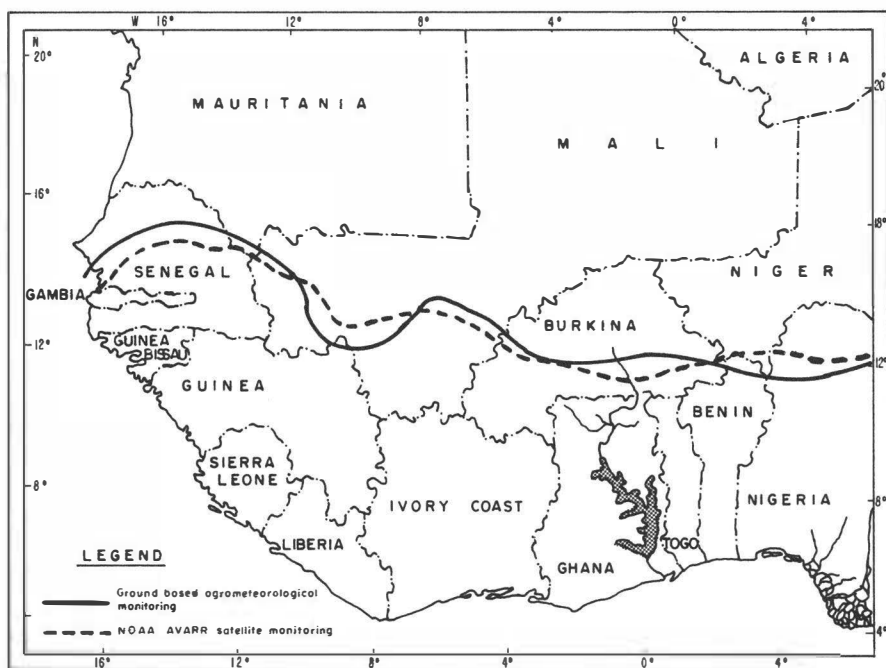 W 16° 12° 8° 4° 0° 4°
N
20°
ALGERIA
20°
MAURITANIA
MALI
16°
18°
SENEGAL
NIGER
GAMBIA
BURKINA
GUINEA
BISSAU
12°
12°
GUINEA
BENIN
SIERRA
LEONE
8°
IVORY COAST
NIGERIA
8°
LIBERIA
GHANA
TOGO
LEGEND
Ground based ogrometeorological
monitoring
NOAA AVARR satellite monitoring
4°
16° 12° 8° 4° 0° 4°